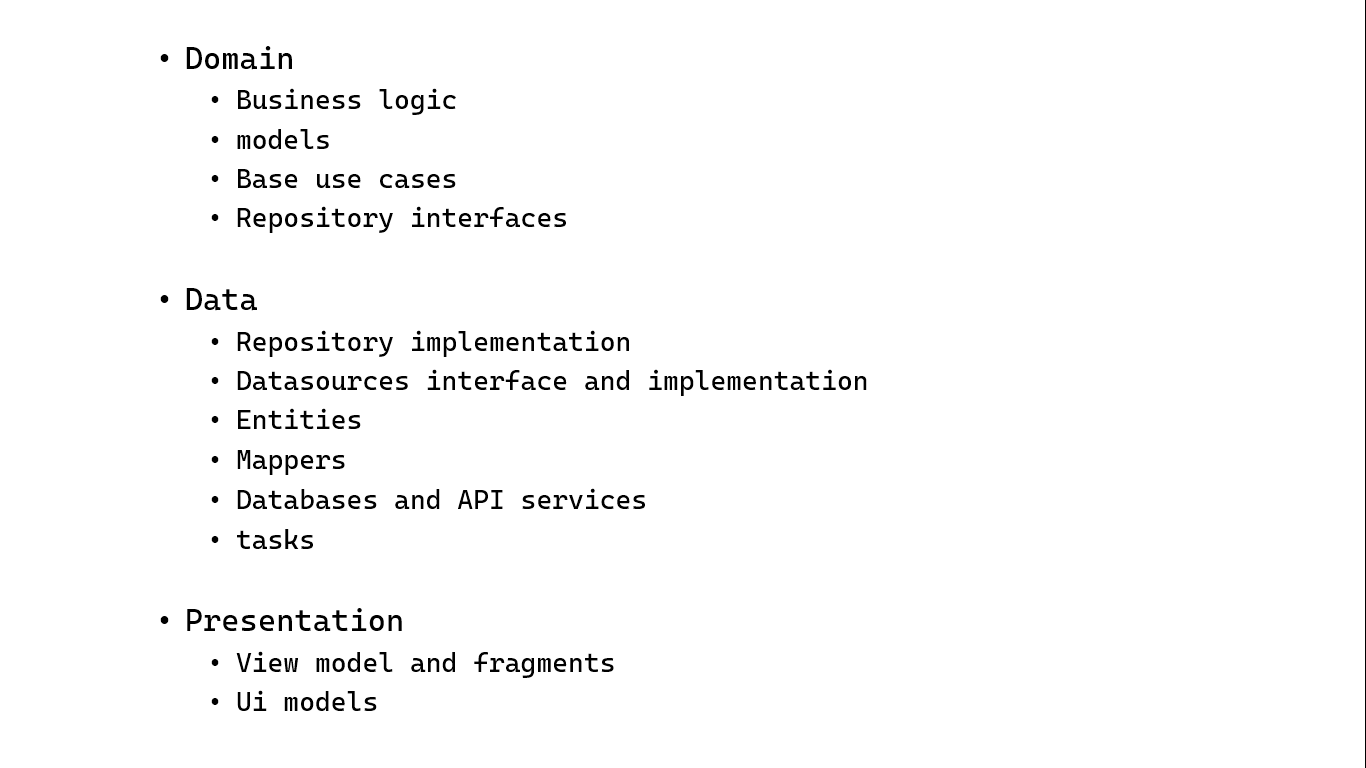 • Domain
• Business logic
• models
• Base use cases
• Repository interfaces
• Data
• Repository implementation
• Datasources interface and implementation
• Entities
• Mappers
• Databases and API services
• tasks
• Presentation
• View model and fragments
• Ui models